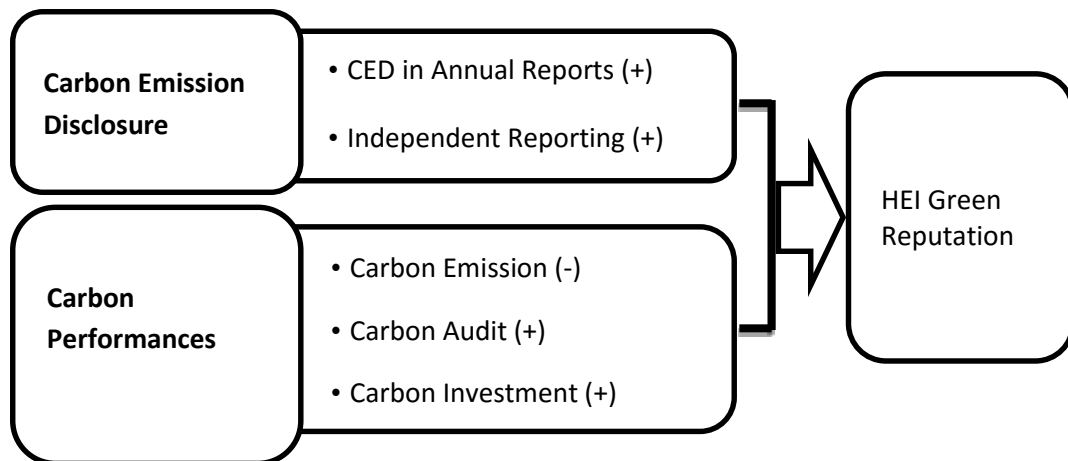 Carbon Emission
Disclosure
• CED in Annual Reports (+)
• Independent Reporting (+)
Carbon
Performances
• Carbon Emission (-)
• Carbon Audit (+)
• Carbon Investment (+)
HEI Green
Reputation